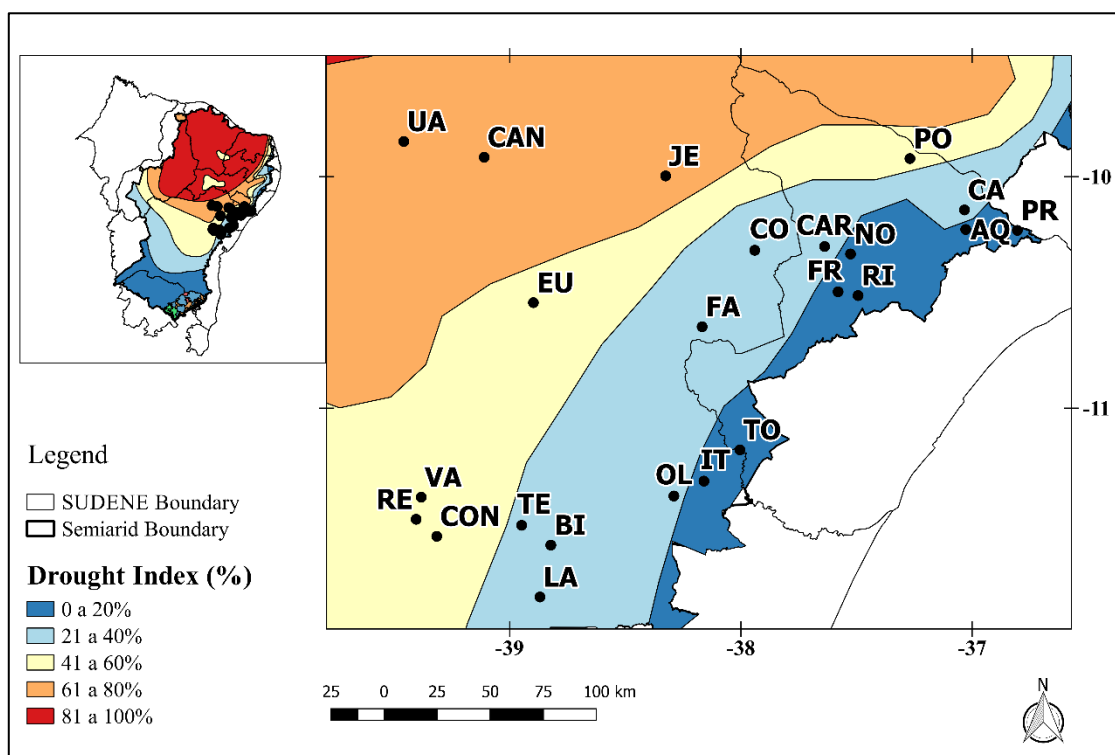 UA
CAN
JE
PO
CA
PR
AQ
CO
CAR
NO
FR
RI
EU
FA
TO
IT
OL
VA
RE
CON
TE
BI
LA
-10
-11
-39
-38
-37
Legend
SUDENE Boundary
Semiarid Boundary
Drought Index (%)
0 a 20%
21 a 40%
41 a 60%
61 a 80%
81 a 100%
25 0 25 50 75 100 km
N